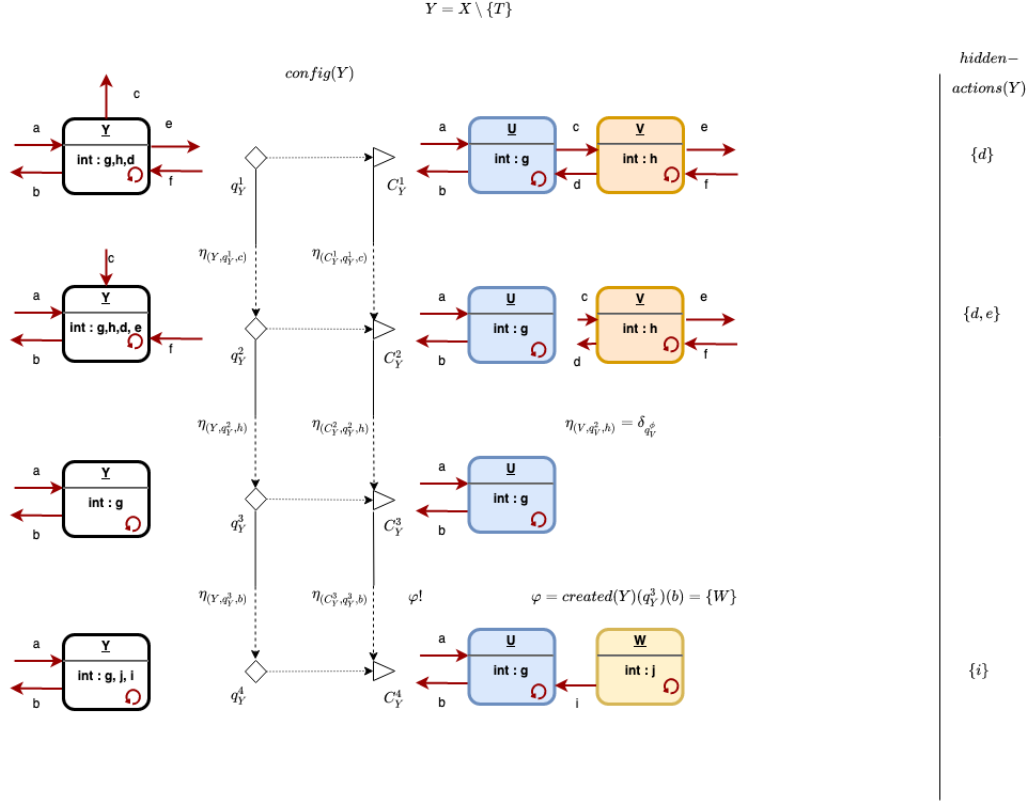 Y = X \ {T}
hidden−
config(Y)
actions(Y)
c
a Y e
int : g,h,d
b f
q_Y^1 C_Y^1
a U c V e
int : g int : h
b d f
{d}
η_(Y,q_Y^1,c) η_(C_Y^1,q_Y^1,c)
c
a Y
int : g,h,d, e
b f
q_Y^2 C_Y^2
a U c V e
int : g int : h
b d f
{d, e}
η_(Y,q_Y^2,h) η_(C_Y^2,q_Y^2,h) η_(V,q_V^2,h) = δ_{q_V^ϕ}
a Y
int : g
b
q_Y^3 C_Y^3
a U
int : g
b
η_(Y,q_Y^3,b) η_(C_Y^3,q_Y^3,b) φ! φ = created(Y)(q_Y^3)(b) = {W}
a Y
int : g, j, i
b
q_Y^4 C_Y^4
a U W
int : g int : j
b i
{i}